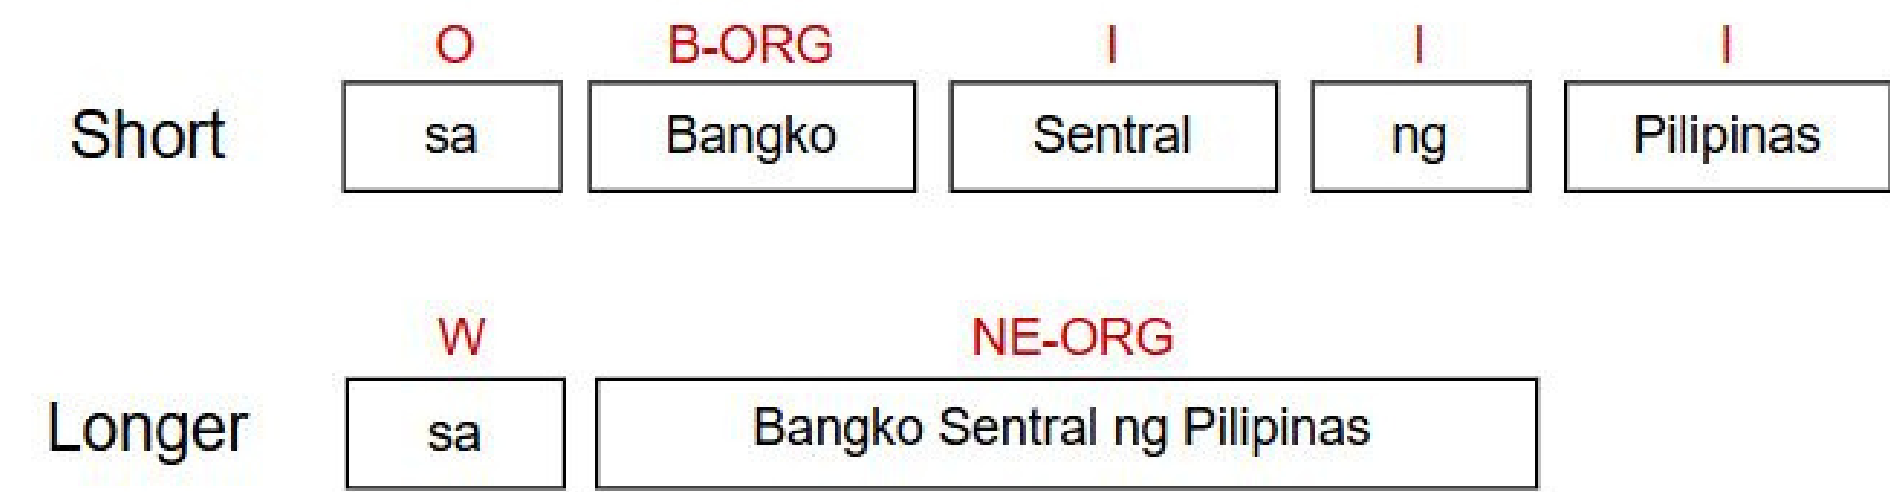 O B-ORG I I I
Short sa Bangko Sentral ng Pilipinas
W NE-ORG
Longer sa Bangko Sentral ng Pilipinas